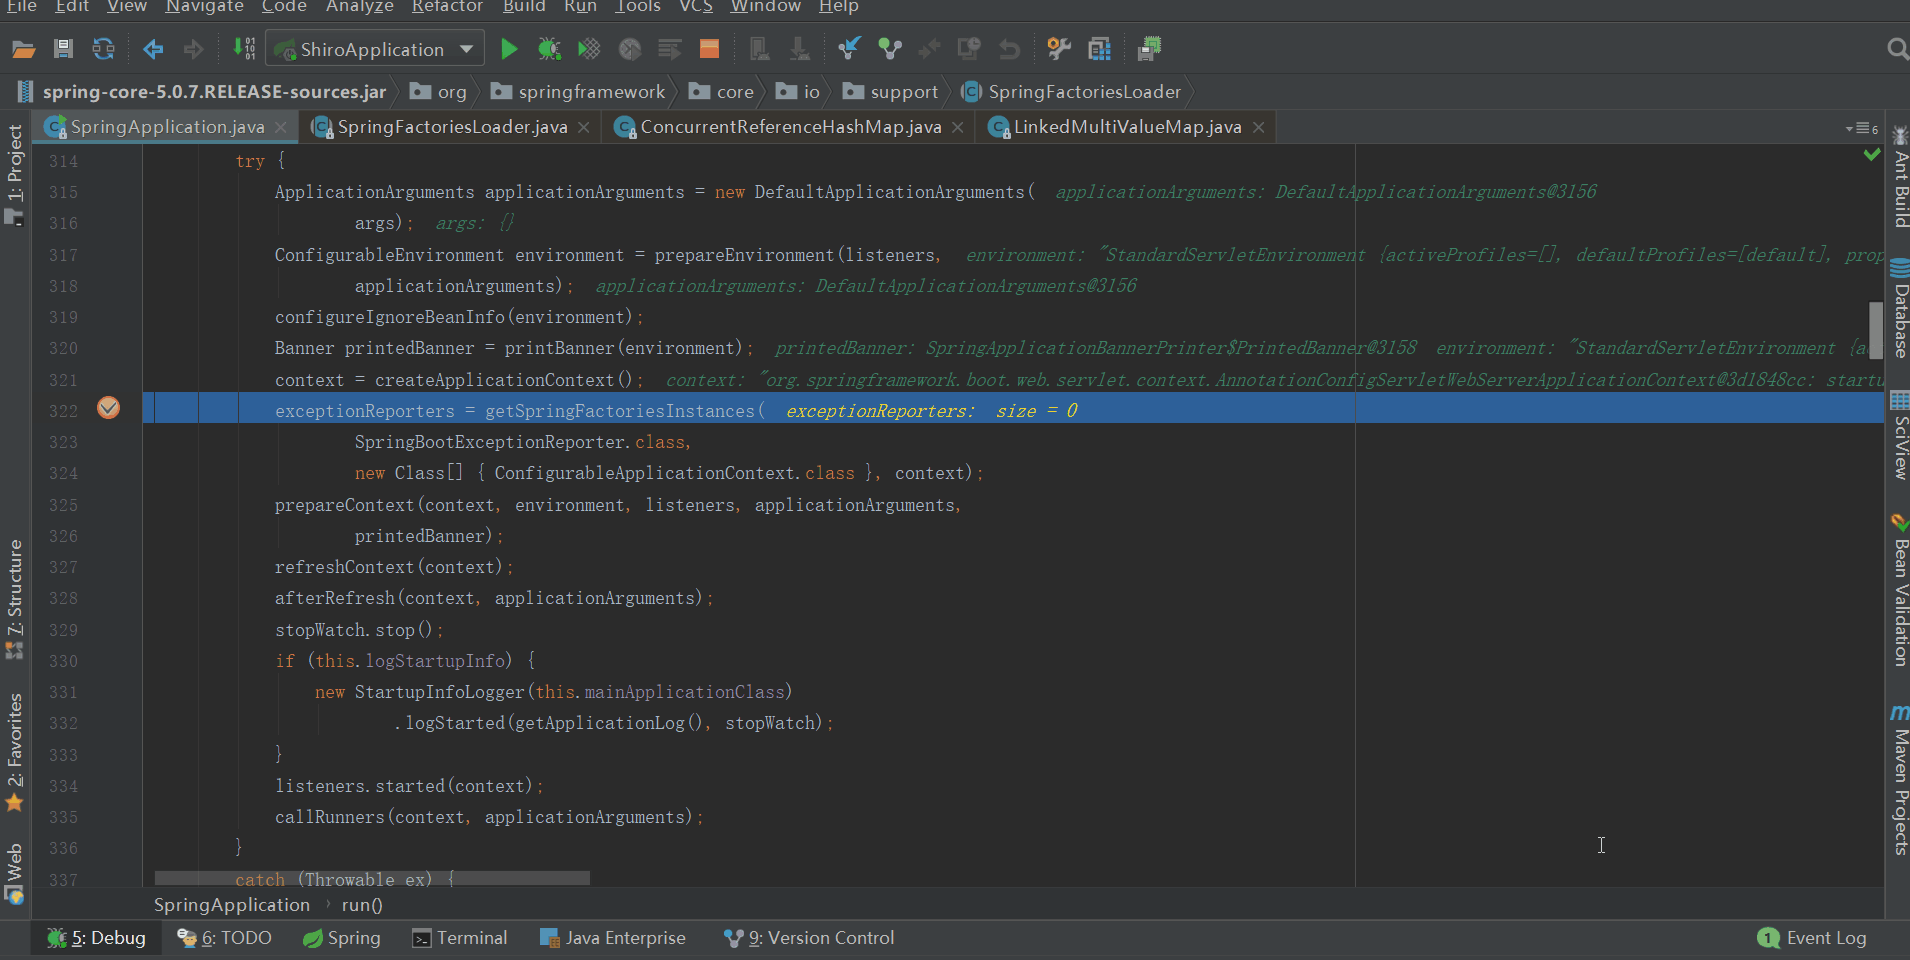 File Edit View Navigate Code Analyze Refactor Build Run Tools VCS Window Help
ShiroApplication
spring-core-5.0.7.RELEASE-sources.jar org springframework core io support SpringFactoriesLoader
SpringApplication.java SpringFactoriesLoader.java ConcurrentReferenceHashMap.java LinkedMultiValueMap.java 6
314 try {
315 ApplicationArguments applicationArguments = new DefaultApplicationArguments( applicationArguments: DefaultApplicationArguments@3156
316 args); args: {}
317 ConfigurableEnvironment environment = prepareEnvironment(listeners, environment: "StandardServletEnvironment {activeProfiles=[], defaultProfiles=[default], prop
318 applicationArguments); applicationArguments: DefaultApplicationArguments@3156
319 configureIgnoreBeanInfo(environment);
320 Banner printedBanner = printBanner(environment); printedBanner: SpringApplicationBannerPrinter$PrintedBanner@3158 environment: "StandardServletEnvironment {a
321 context = createApplicationContext(); context: "org.springframework.boot.web.servlet.context.AnnotationConfigServletWebServerApplicationContext@3d1848cc: startu
322 exceptionReporters = getSpringFactoriesInstances( exceptionReporters: size = 0
323 SpringBootExceptionReporter.class,
324 new Class[] { ConfigurableApplicationContext.class }, context);
325 prepareContext(context, environment, listeners, applicationArguments,
326 printedBanner);
327 refreshContext(context);
328 afterRefresh(context, applicationArguments);
329 stopWatch.stop();
330 if (this.logStartupInfo) {
331 new StartupInfoLogger(this.mainApplicationClass)
332 .logStarted(getApplicationLog(), stopWatch);
333 }
334 listeners.started(context);
335 callRunners(context, applicationArguments);
336 }
337 catch (Throwable ex) {
SpringApplication › run()
1: Project
7: Structure
2: Favorites
Web
Ant Build
Database
SciView
Bean Validation
Maven Projects
5: Debug 6: TODO Spring Terminal Java Enterprise 9: Version Control 1 Event Log